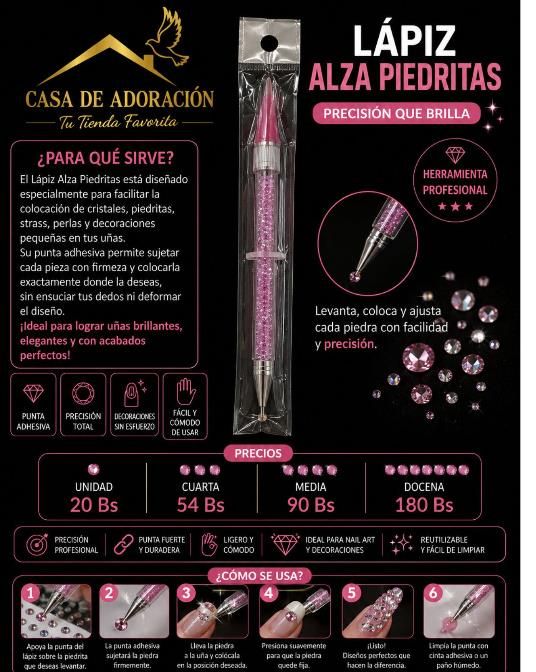 CASA DE ADORACIÓN
Tu Tienda Favorita
LÁPIZ
ALZA PIEDRITAS
PRECISIÓN QUE BRILLA
HERRAMIENTA
PROFESIONAL
¿PARA QUÉ SIRVE?
El Lápiz Alza Piedritas está diseñado
especialmente para facilitar la
colocación de cristales, piedritas,
strass, perlas y decoraciones
pequeñas en tus uñas.
Su punta adhesiva permite sujetar
cada pieza con firmeza y colocarla
exactamente donde la deseas,
sin ensuciar tus dedos ni deformar
el diseño.
¡Ideal para lograr uñas brillantes,
elegantes y con acabados
perfectos!
Levanta, coloca y ajusta
cada piedra con facilidad
y precisión.
PUNTA
ADHESIVA
PRECISIÓN
TOTAL
DECORACIONES
SIN ESFUERZO
FÁCIL Y
CÓMODO
DE USAR
PRECIOS
UNIDAD
20 Bs
CUARTA
54 Bs
MEDIA
90 Bs
DOCENA
180 Bs
PRECISIÓN
PROFESIONAL
PUNTA FUERTE
Y DURADERA
LIGERO Y
CÓMODO
IDEAL PARA NAIL ART
Y DECORACIONES
REUTILIZABLE
Y FÁCIL DE LIMPIAR
¿CÓMO SE USA?
1
Apoya la punta del
lápiz sobre la piedrita
que deseas levantar.
2
La punta adhesiva
sujetará la piedra
firmemente.
3
Lleva la piedra
a la uña y colócala
en la posición deseada.
4
Presiona suavemente
para que la piedra
quede fija.
5
¡Listo!
Diseños perfectos que
hacen la diferencia.
6
Limpia la punta con
cinta adhesiva o un
paño húmedo.